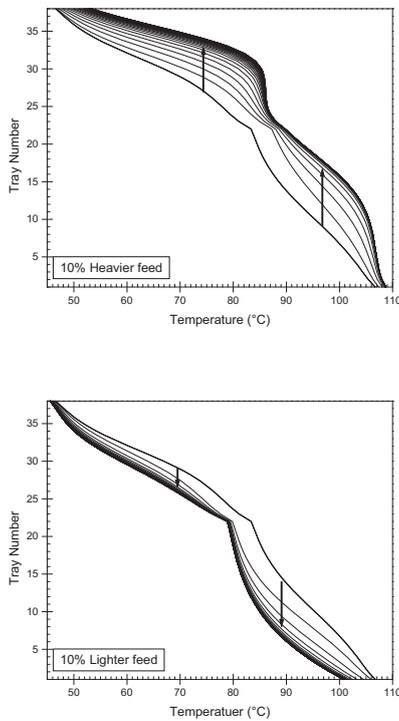 35
30
25
20
15
10
5
Tray Number
10% Heavier feed
50 60 70 80 90 100 110
Temperature (°C)
35
30
25
20
15
10
5
Tray Number
10% Lighter feed
50 60 70 80 90 100 110
Temperatuer (°C)